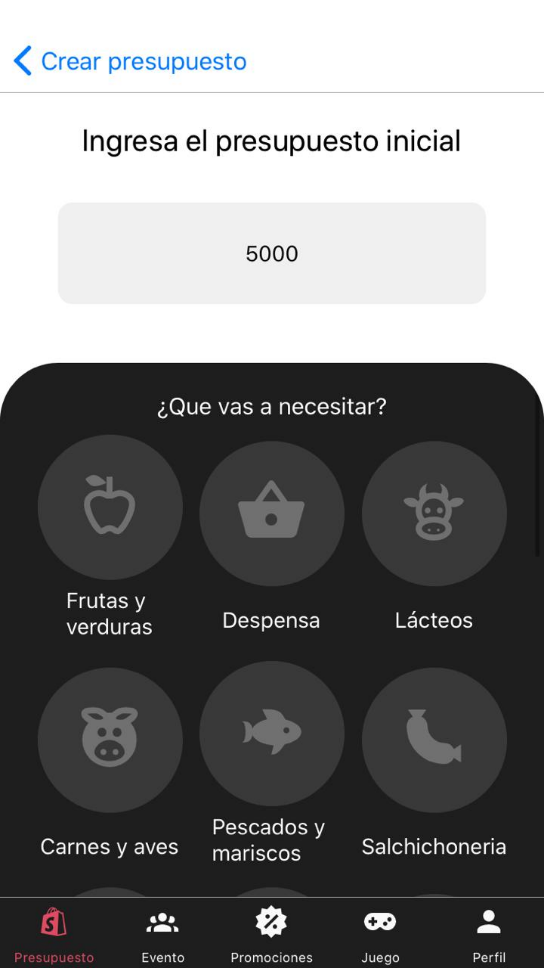 Crear presupuesto
Ingresa el presupuesto inicial
5000
¿Que vas a necesitar?
Frutas y
verduras
Despensa
Lácteos
Carnes y aves
Pescados y
mariscos
Salchichoneria
Presupuesto
Evento
Promociones
Juego
Perfil